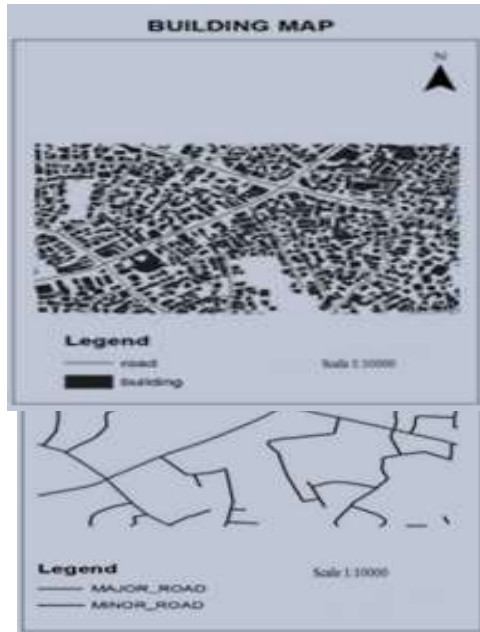 BUILDING MAP
N
Legend
road
building
Scale 1:10000
Legend
MAJOR_ROAD
MINOR_ROAD
Scale 1:10000